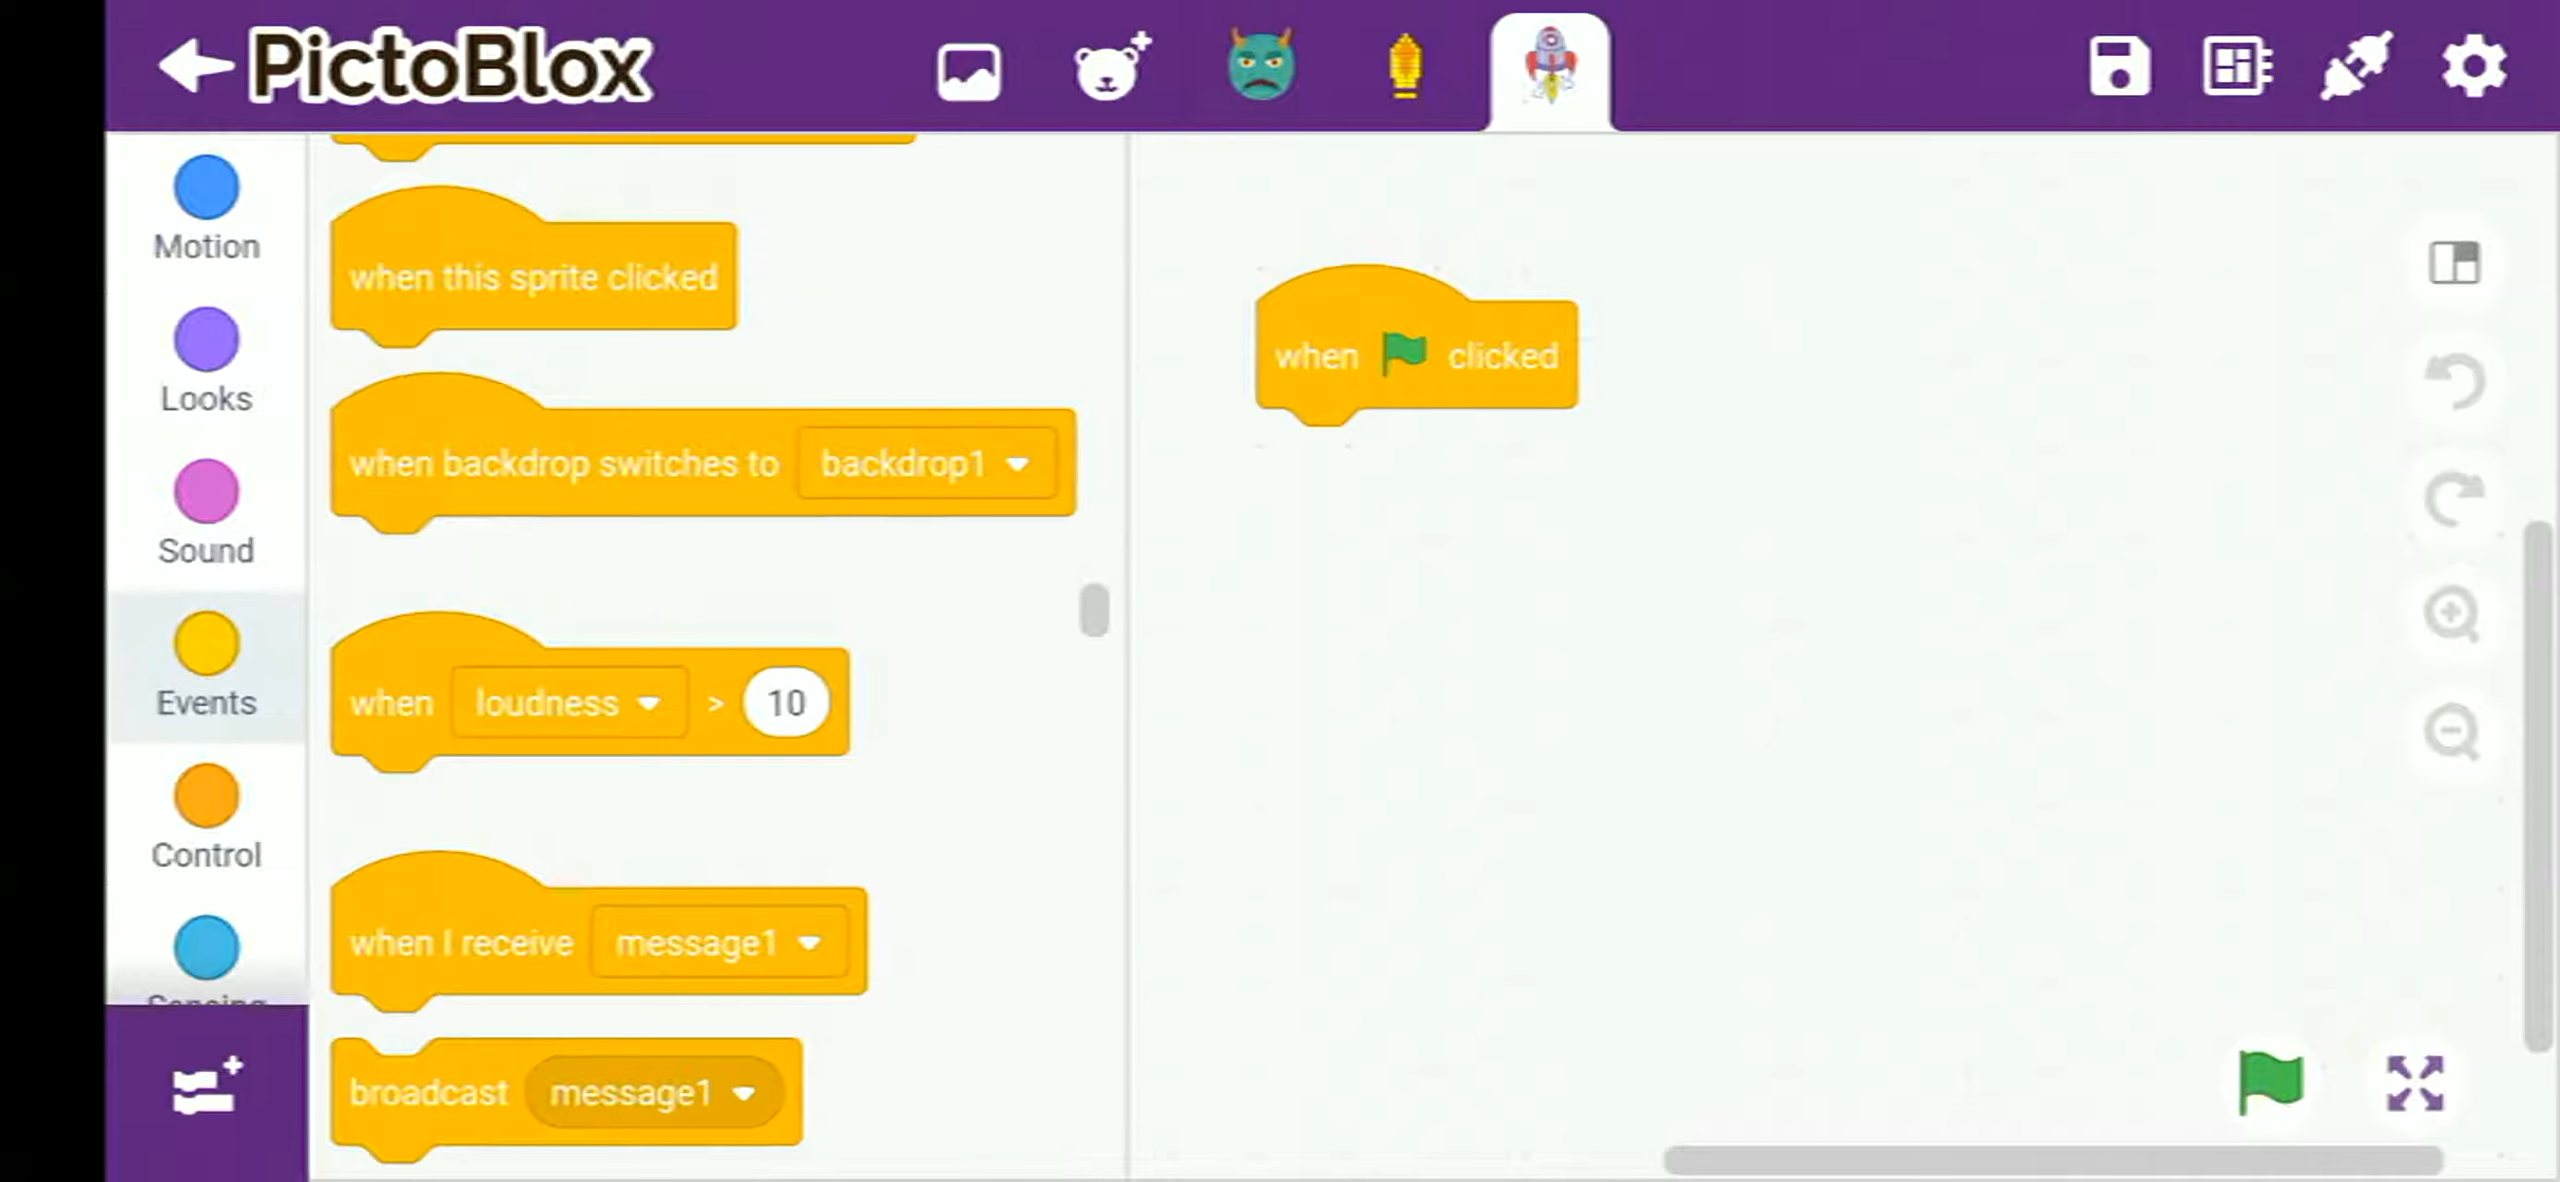 PictoBlox
Motion
Looks
Sound
Events
Control
Sensing
when this sprite clicked
when backdrop switches to backdrop1
when loudness > 10
when I receive message1
broadcast message1
when clicked